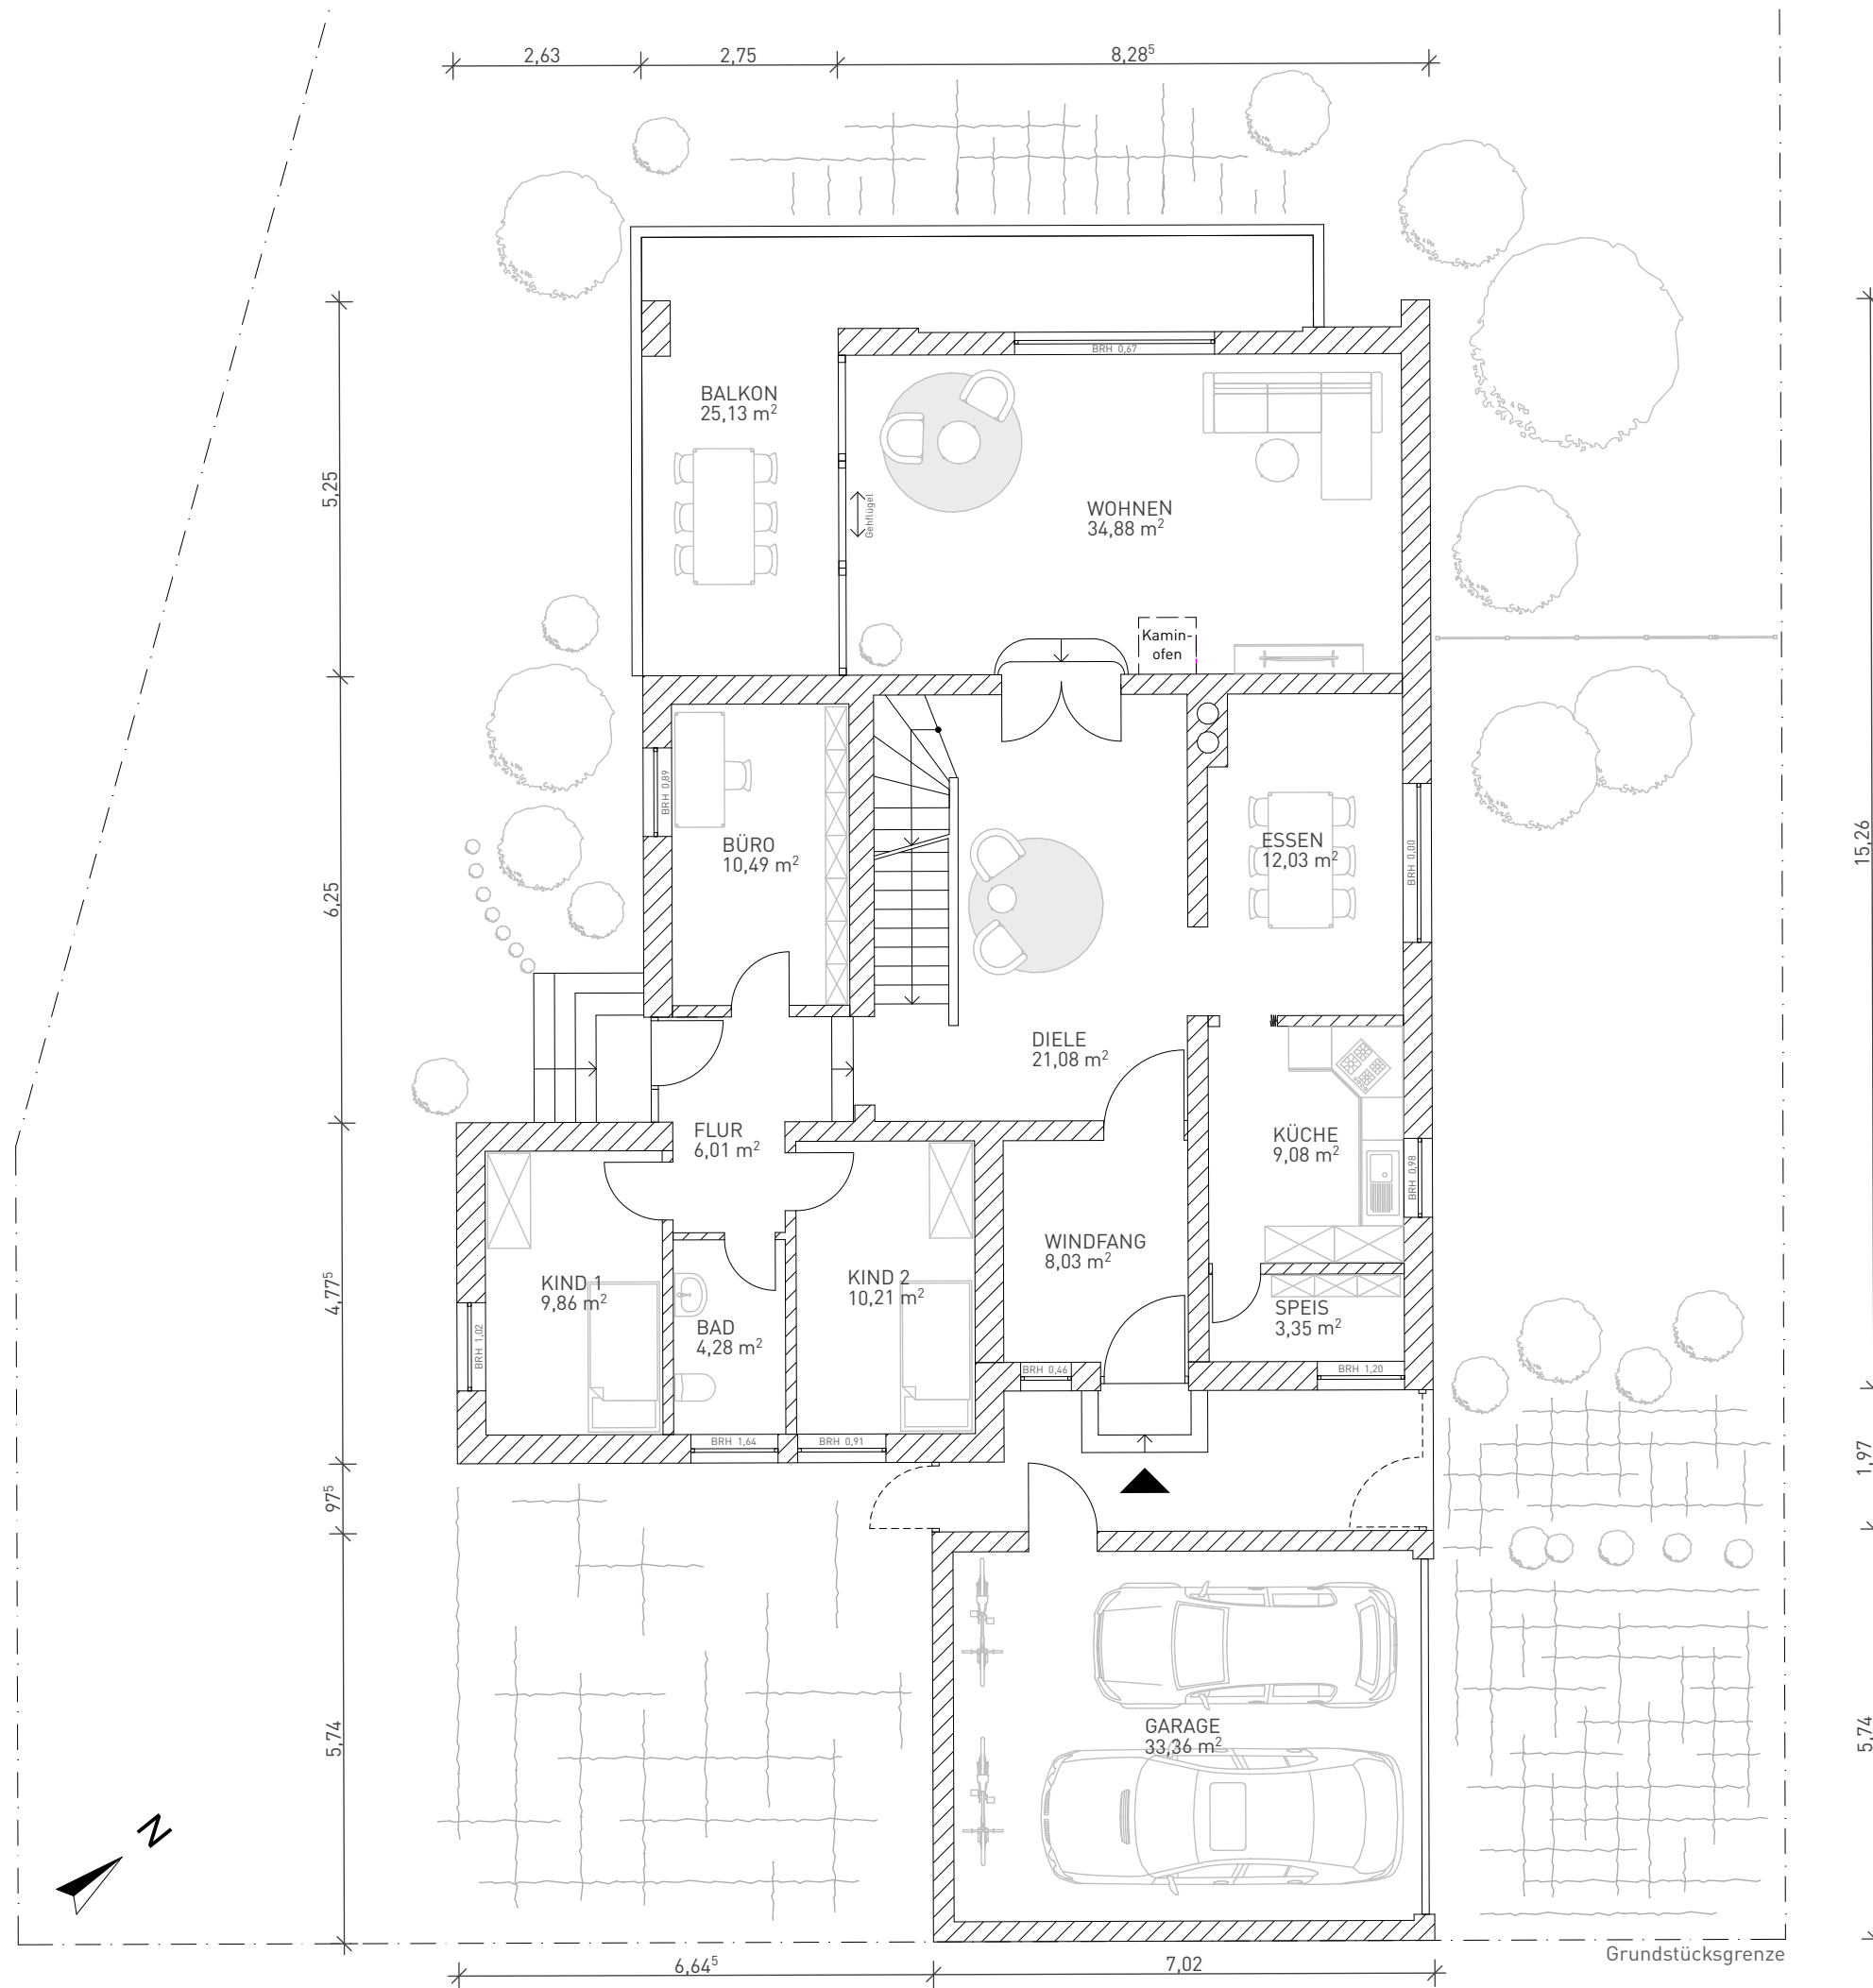 2,63
2,75
8,28⁵
5,25
6,25
4,77⁵
97⁵
5,74
15,26
1,97
5,74
BRH 0,67
BALKON
25,13 m²
Gehflügel
WOHNEN
34,88 m²
Kamin-
ofen
BRH 0,89
BÜRO
10,49 m²
ESSEN
12,03 m²
BRH 0,00
DIELE
21,08 m²
FLUR
6,01 m²
KÜCHE
9,08 m²
BRH 0,98
WINDFANG
8,03 m²
KIND 1
9,86 m²
KIND 2
10,21 m²
BAD
4,28 m²
SPEIS
3,35 m²
BRH 1,02
BRH 0,46
BRH 1,20
BRH 1,64
BRH 0,91
GARAGE
33,36 m²
N
Grundstücksgrenze
6,64⁵
7,02